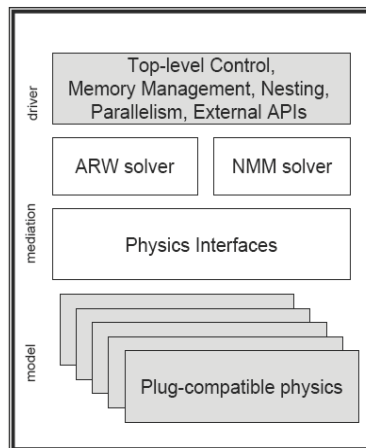 driver
Top-level Control,
Memory Management, Nesting,
Parallelism, External APIs
ARW solver
NMM solver
mediation
Physics Interfaces
model
Plug-compatible physics